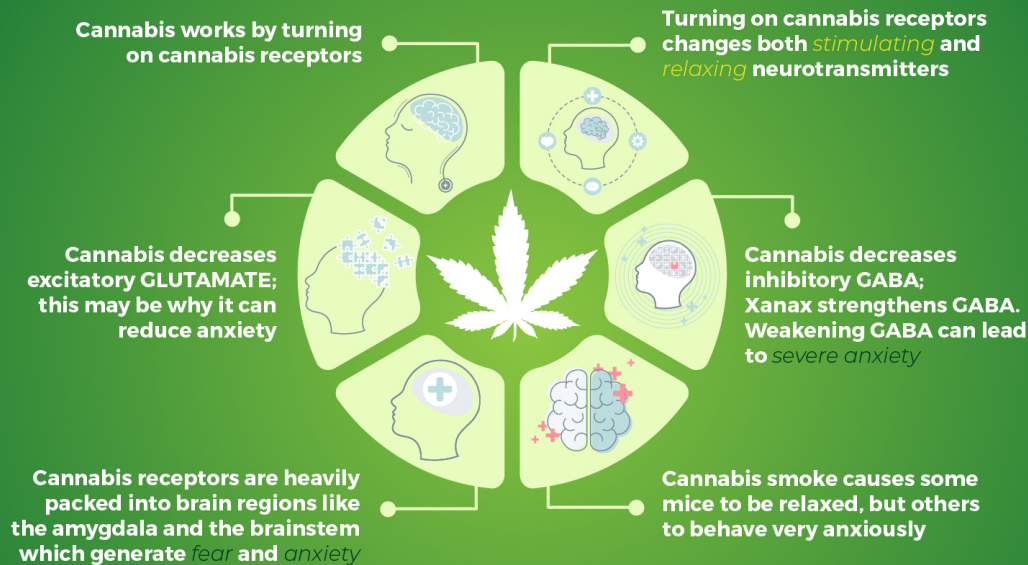 Cannabis works by turning
on cannabis receptors
Turning on cannabis receptors
changes both stimulating and
relaxing neurotransmitters
Cannabis decreases
excitatory GLUTAMATE;
this may be why it can
reduce anxiety
Cannabis decreases
inhibitory GABA;
Xanax strengthens GABA.
Weakening GABA can lead
to severe anxiety
Cannabis receptors are heavily
packed into brain regions like
the amygdala and the brainstem
which generate fear and anxiety
Cannabis smoke causes some
mice to be relaxed, but others
to behave very anxiously